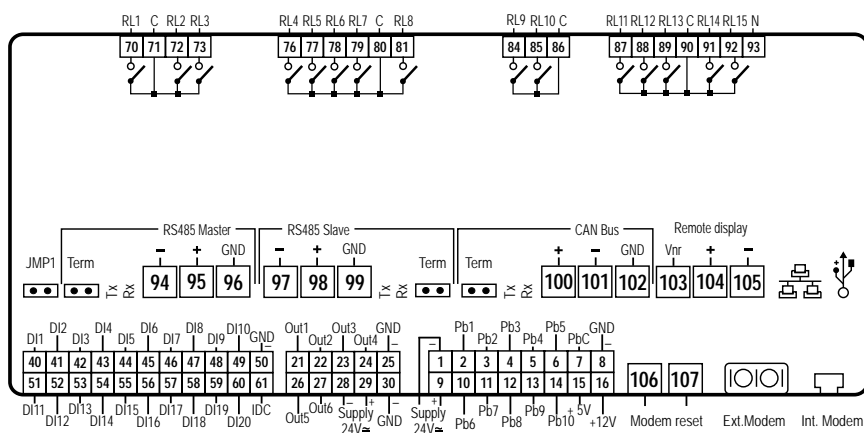 RL1 C RL2 RL3 RL4 RL5 RL6 RL7 C RL8 RL9 RL10 C RL11 RL12 RL13 C RL14 RL15 N
70 71 72 73 76 77 78 79 80 81 84 85 86 87 88 89 90 91 92 93
RS485 Master RS485 Slave CAN Bus Remote display
JMP1 Term − + GND − + GND Term Term + − GND Vnr + −
Tx Rx 94 95 96 97 98 99 Tx Rx Tx Rx 100 101 102 103 104 105
DI2 DI4 DI6 DI8 DI10 Out1 Out3 GND Pb1 Pb3 Pb5 GND
DI1 DI3 DI5 DI7 DI9 GND Out2 Out4 Pb2 Pb4 PbC
− − − −
40 41 42 43 44 45 46 47 48 49 50 21 22 23 24 25 1 2 3 4 5 6 7 8
51 52 53 54 55 56 57 58 59 60 61 26 27 28 29 30 9 10 11 12 13 14 15 16 106 107
− + +
DI11 DI13 DI15 DI17 DI19 IDC Out6 Supply GND Supply Pb7 Pb9 + 5V
DI12 DI14 DI16 DI18 DI20 Out5 24V≃ − 24V≃ Pb6 Pb8 Pb10 +12V Modem reset Ext.Modem Int. Modem